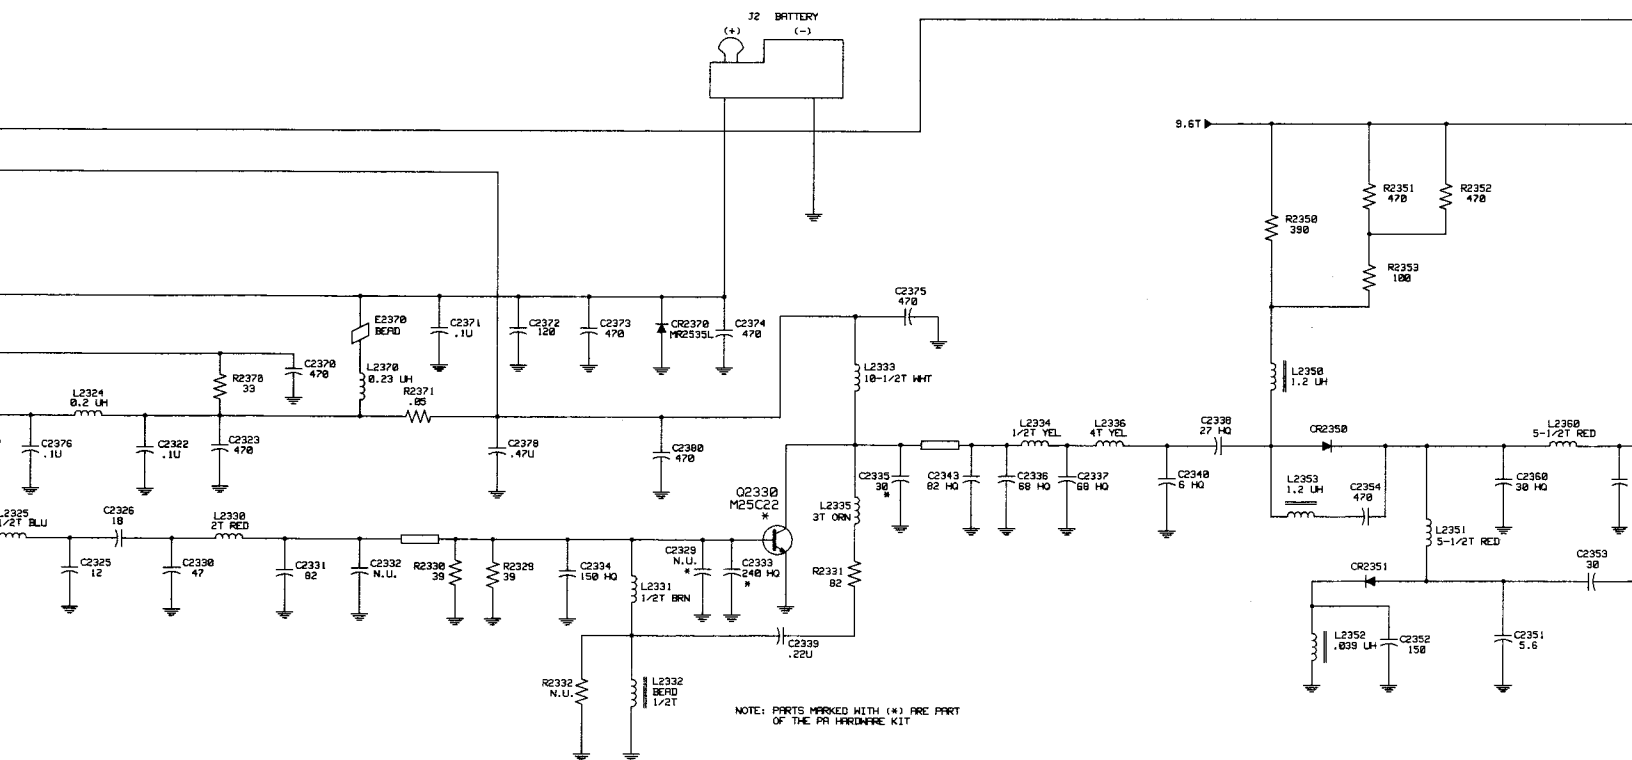 J2 BATTERY
(+)
(-)
9.6T
R2351
470
R2352
470
R2350
390
R2353
100
E2370
BEAD
C2371
.1U
C2372
120
C2373
470
CR2370
MR2535L
C2374
470
C2375
470
R2378
33
C2370
470
L2370
0.23 UH
L2333
10-1/2T WHT
L2350
1.2 UH
L2324
0.2 UH
R2371
.05
C2376
.1U
C2322
.1U
C2323
470
C2378
.47U
C2380
470
L2334
1/2T YEL
L2336
4T YEL
C2338
27 HQ
CR2350
L2360
5-1/2T RED
Q2330
M25C22
*
C2335
30
*
C2343
82 HQ
C2336
68 HQ
C2337
68 HQ
C2340
6 HQ
L2353
1.2 UH
C2354
470
C2360
30 HQ
L2325
1/2T BLU
C2326
18
L2330
2T RED
L2335
3T ORN
L2351
5-1/2T RED
C2325
12
C2330
47
C2331
82
C2332
N.U.
R2330
39
R2329
39
C2334
150 HQ
L2331
1/2T BRN
C2329
N.U.
*
C2333
240 HQ
*
R2331
82
CR2351
C2353
30
C2339
.22U
L2352
.039 UH
C2352
150
C2351
5.6
R2332
N.U.
L2332
BEAD
1/2T
NOTE: PARTS MARKED WITH (*) ARE PART
OF THE PA HARDWARE KIT